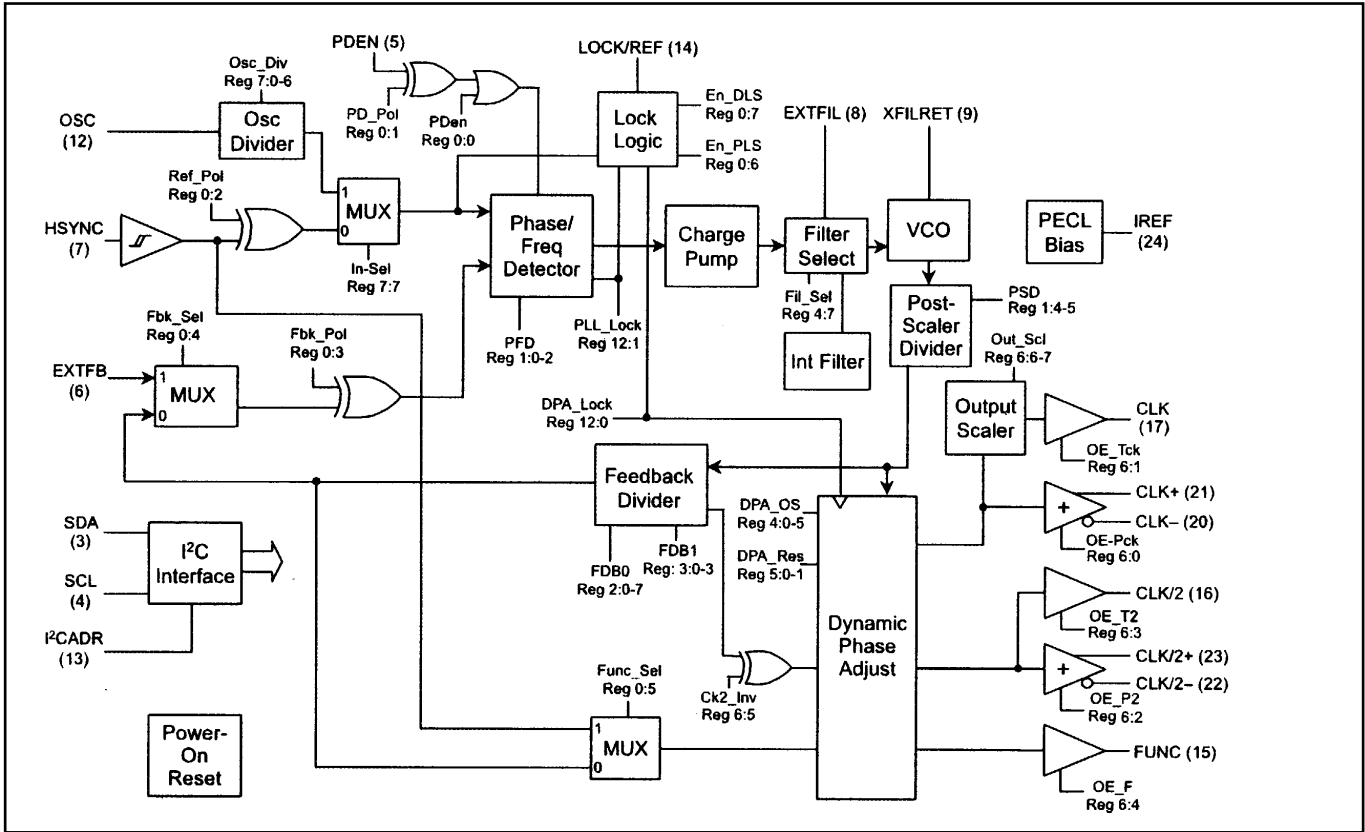 PDEN (5)
LOCK/REF (14)
Osc_Div
Reg 7:0-6
OSC
(12)
Osc
Divider
PD_Pol
Reg 0:1
PDen
Reg 0:0
Lock
Logic
En_DLS
Reg 0:7
En_PLS
Reg 0:6
EXTFIL (8)
XFILRET (9)
Ref_Pol
Reg 0:2
HSYNC
(7)
1
MUX
0
In-Sel
Reg 7:7
Phase/
Freq
Detector
Charge
Pump
Filter
Select
VCO
PECL
Bias
IREF
(24)
Fil_Sel
Reg 4:7
Int Filter
Post-
Scaler
Divider
PSD
Reg 1:4-5
PFD
Reg 1:0-2
PLL_Lock
Reg 12:1
Fbk_Sel
Reg 0:4
Fbk_Pol
Reg 0:3
EXTFB
(6)
1
MUX
0
Out_Scl
Reg 6:6-7
Output
Scaler
CLK
(17)
OE_Tck
Reg 6:1
DPA_Lock
Reg 12:0
Feedback
Divider
FDB0
Reg 2:0-7
FDB1
Reg: 3:0-3
DPA_OS
Reg 4:0-5
DPA_Res
Reg 5:0-1
+
CLK+ (21)
CLK– (20)
OE-Pck
Reg 6:0
SDA
(3)
SCL
(4)
I²CADR
(13)
I²C
Interface
Dynamic
Phase
Adjust
CLK/2 (16)
OE_T2
Reg 6:3
+
CLK/2+ (23)
CLK/2– (22)
OE_P2
Reg 6:2
Ck2_Inv
Reg 6:5
Func_Sel
Reg 0:5
1
MUX
0
FUNC (15)
OE_F
Reg 6:4
Power-
On
Reset